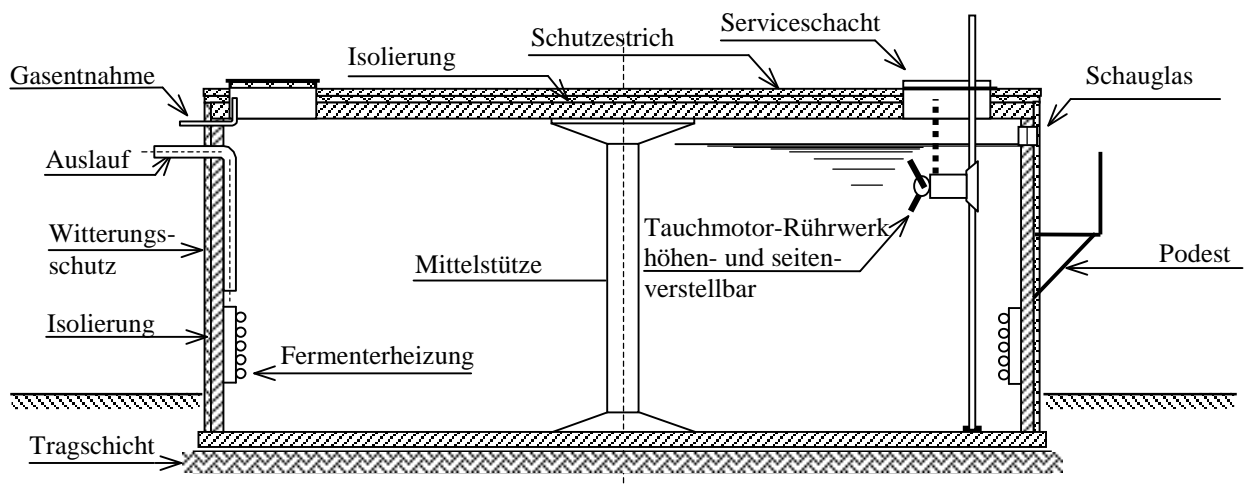 Serviceschacht
Schutzestrich
Isolierung
Gasentnahme
Schauglas
Auslauf
Witterungs-
schutz
Tauchmotor-Rührwerk
höhen- und seiten-
verstellbar
Mittelstütze
Podest
Isolierung
Fermenterheizung
Tragschicht